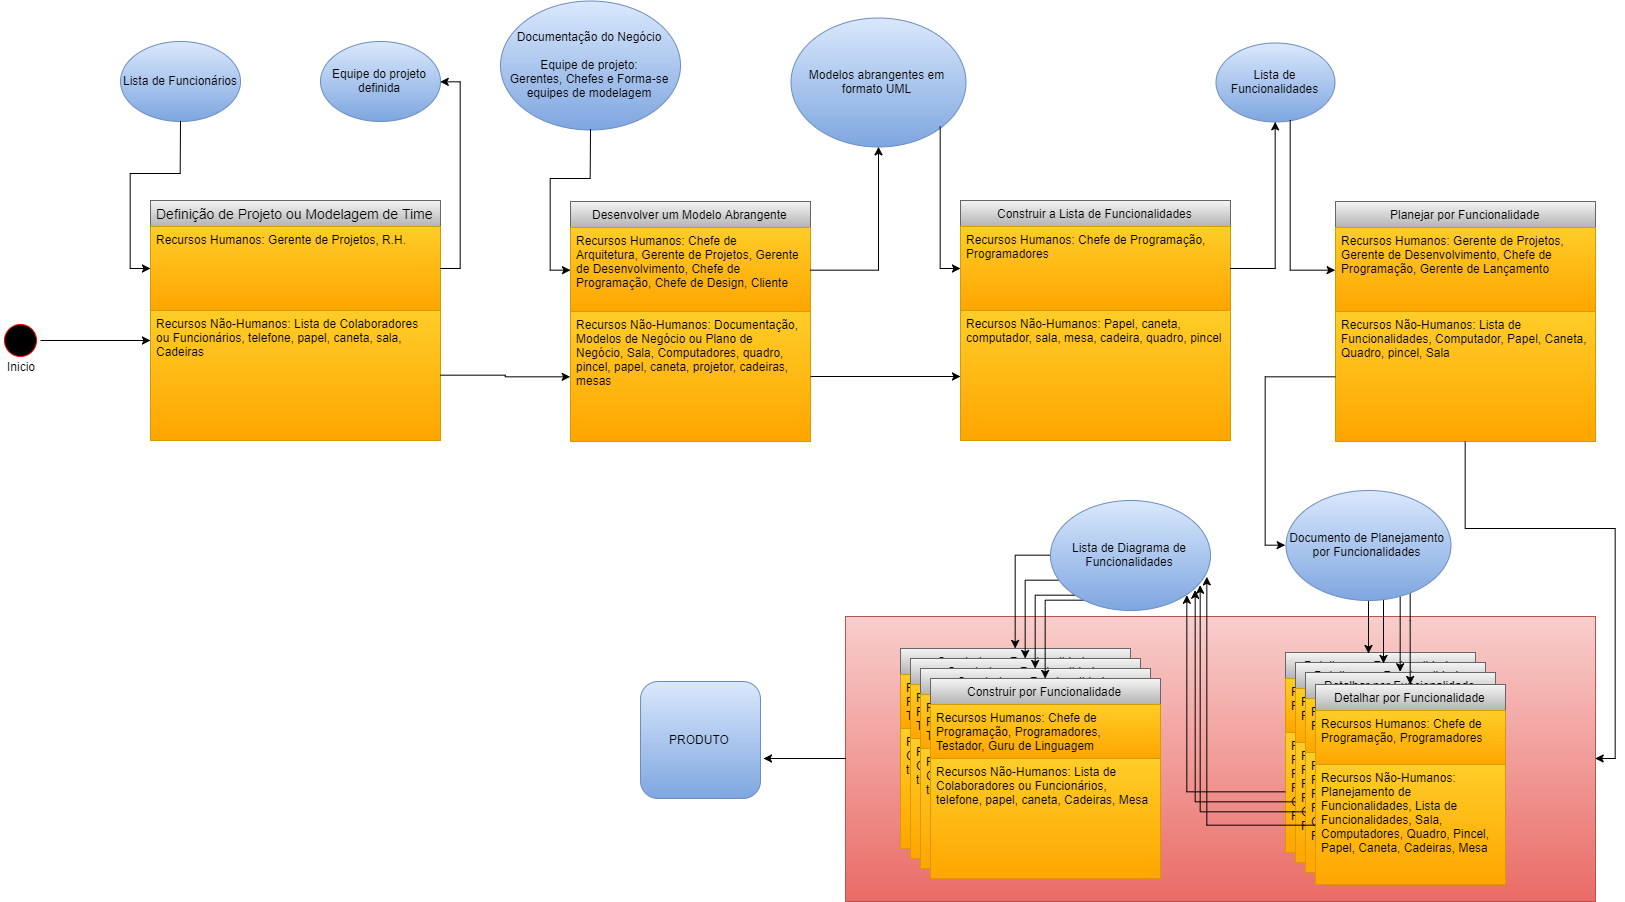 Lista de Funcionários
Equipe do projeto
definida
Documentação do Negócio
Equipe de projeto:
Gerentes, Chefes e Forma-se
equipes de modelagem
Modelos abrangentes em
formato UML
Lista de
Funcionalidades
Definição de Projeto ou Modelagem de Time
Recursos Humanos: Gerente de Projetos, R.H.
Recursos Não-Humanos: Lista de Colaboradores
ou Funcionários, telefone, papel, caneta, sala,
Cadeiras
Inicio
Desenvolver um Modelo Abrangente
Recursos Humanos: Chefe de
Arquitetura, Gerente de Projetos, Gerente
de Desenvolvimento, Chefe de
Programação, Chefe de Design, Cliente
Recursos Não-Humanos: Documentação,
Modelos de Negócio ou Plano de
Negócio, Sala, Computadores, quadro,
pincel, papel, caneta, projetor, cadeiras,
mesas
Construir a Lista de Funcionalidades
Recursos Humanos: Chefe de Programação,
Programadores
Recursos Não-Humanos: Papel, caneta,
computador, sala, mesa, cadeira, quadro, pincel
Planejar por Funcionalidade
Recursos Humanos: Gerente de Projetos,
Gerente de Desenvolvimento, Chefe de
Programação, Gerente de Lançamento
Recursos Não-Humanos: Lista de
Funcionalidades, Computador, Papel, Caneta,
Quadro, pincel, Sala
Lista de Diagrama de
Funcionalidades
Documento de Planejamento
por Funcionalidades
PRODUTO
Construir por Funcionalidade
Recursos Humanos: Chefe de
Programação, Programadores,
Testador, Guru de Linguagem
Recursos Não-Humanos: Lista de
Colaboradores ou Funcionários,
telefone, papel, caneta, Cadeiras, Mesa
Detalhar por Funcionalidade
Recursos Humanos: Chefe de
Programação, Programadores
Recursos Não-Humanos:
Planejamento de
Funcionalidades, Lista de
Funcionalidades, Sala,
Computadores, Quadro, Pincel,
Papel, Caneta, Cadeiras, Mesa